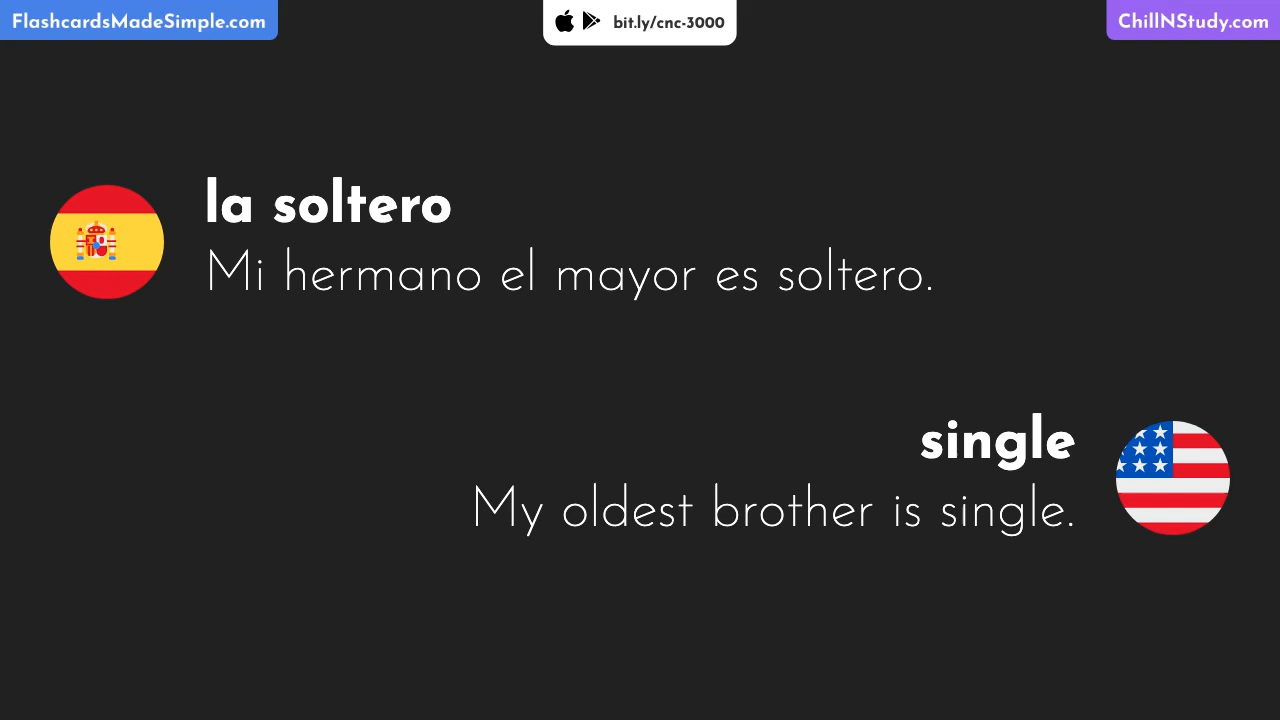 FlashcardsMadeSimple.com
bit.ly/cnc-3000
ChillNStudy.com
la soltero
Mi hermano el mayor es soltero.
single
My oldest brother is single.